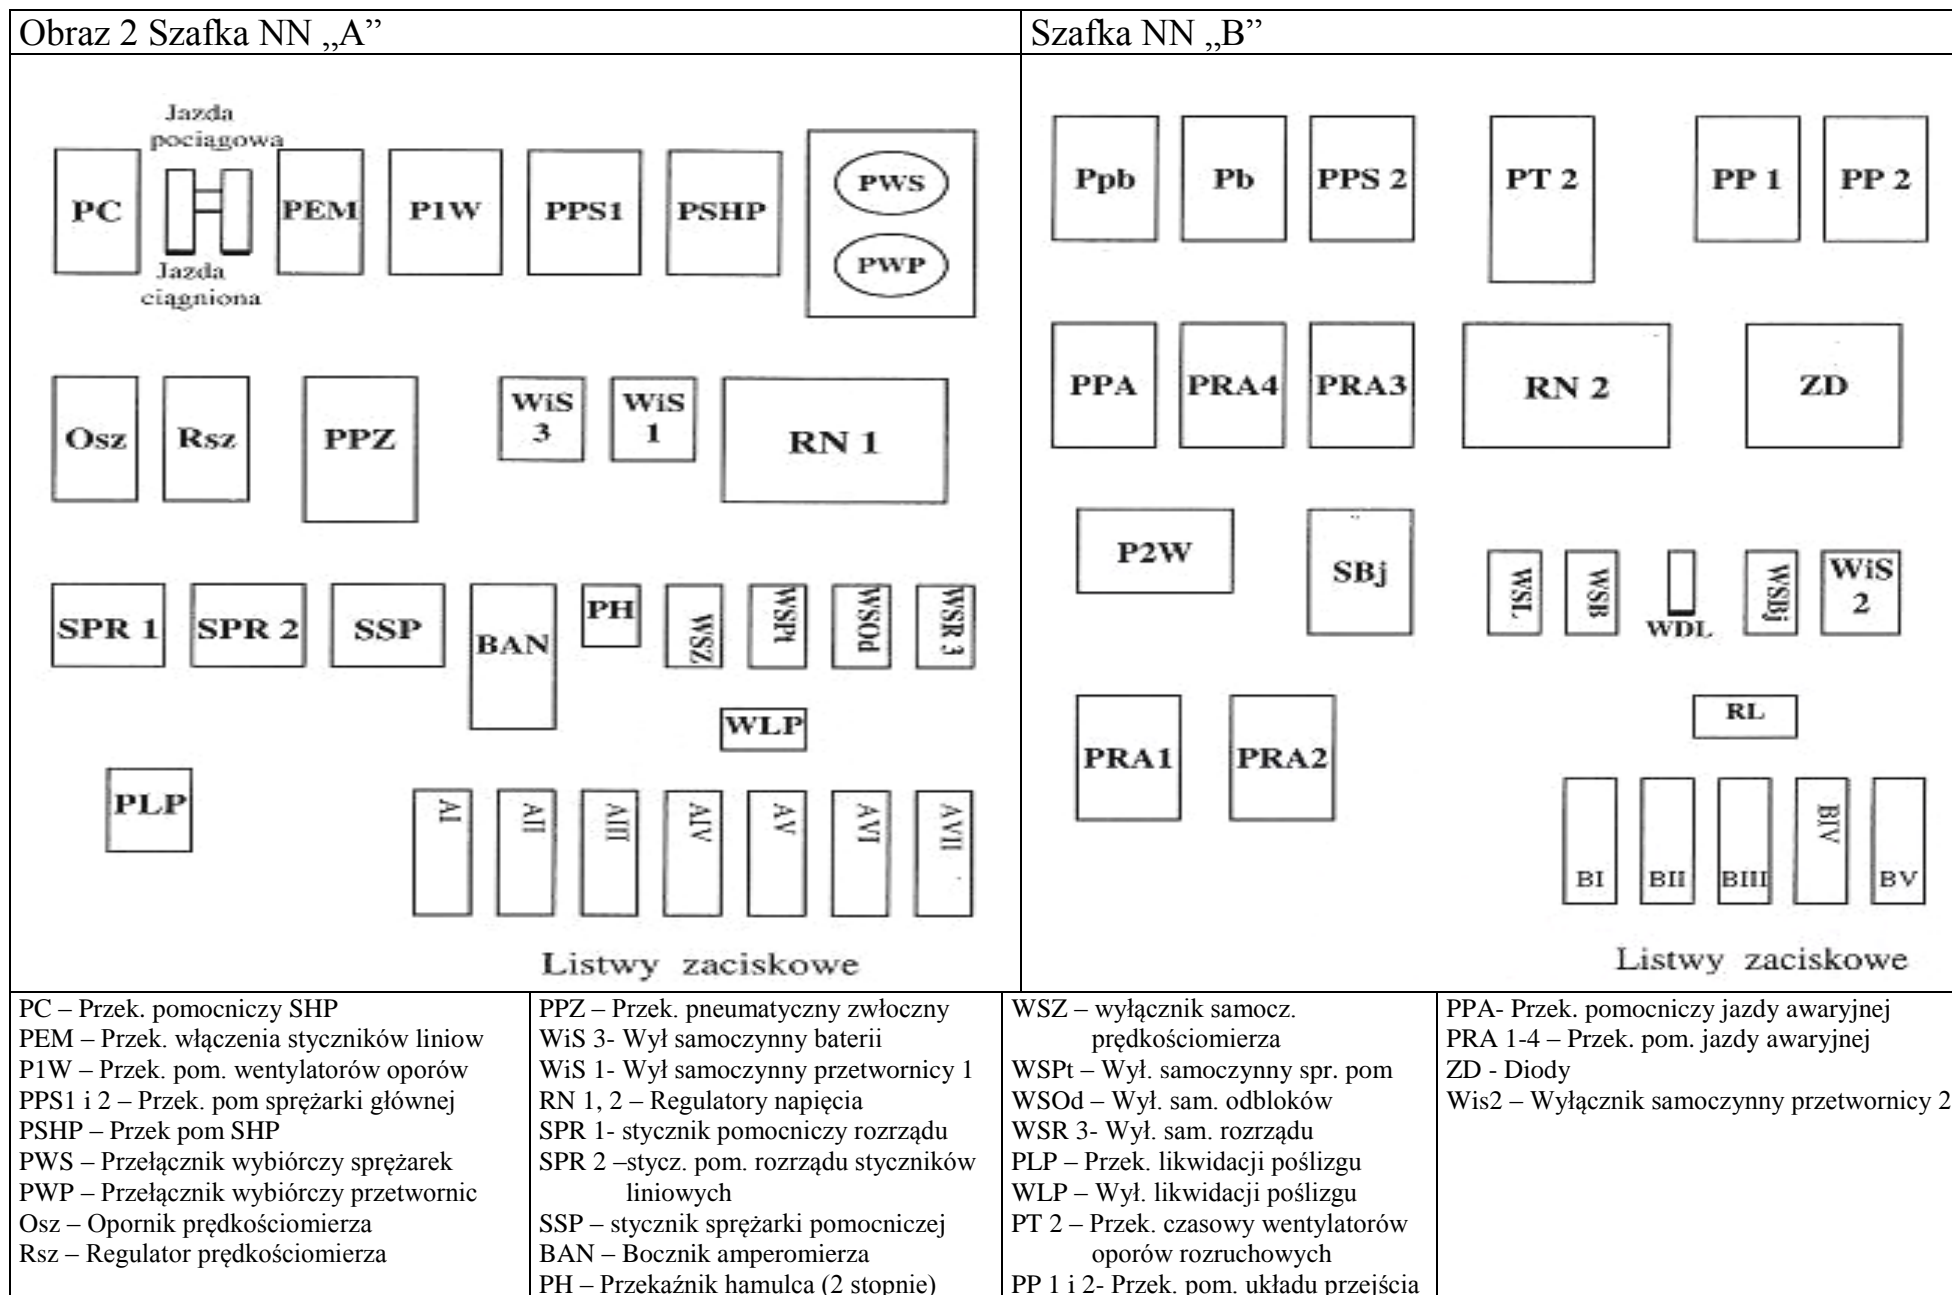 Obraz 2 Szafka NN „A”
Szafka NN „B”
Jazda
pociągowa
PC
PEM
P1W
PPS1
PSHP
PWS
PWP
Jazda
ciągniona
Osz
Rsz
PPZ
WiS
3
WiS
1
RN 1
SPR 1
SPR 2
SSP
BAN
PH
WSZ
WSPt
WSOd
WSR 3
WLP
PLP
AI
AII
AIII
AIV
AV
AVI
AVII
Listwy zaciskowe
Ppb
Pb
PPS 2
PT 2
PP 1
PP 2
PPA
PRA4
PRA3
RN 2
ZD
P2W
SBj
WSL
WSB
WDL
WSBj
WiS
2
PRA1
PRA2
RL
BI
BII
BIII
BIV
BV
Listwy zaciskowe
PC – Przek. pomocniczy SHP
PEM – Przek. włączenia styczników liniow
P1W – Przek. pom. wentylatorów oporów
PPS1 i 2 – Przek. pom sprężarki głównej
PSHP – Przek pom SHP
PWS – Przełącznik wybiórczy sprężarek
PWP – Przełącznik wybiórczy przetwornic
Osz – Opornik prędkościomierza
Rsz – Regulator prędkościomierza
PPZ – Przek. pneumatyczny zwłoczny
WiS 3- Wył samoczynny baterii
WiS 1- Wył samoczynny przetwornicy 1
RN 1, 2 – Regulatory napięcia
SPR 1- stycznik pomocniczy rozrządu
SPR 2 –stycz. pom. rozrządu styczników
liniowych
SSP – stycznik sprężarki pomocniczej
BAN – Bocznik amperomierza
PH – Przekaźnik hamulca (2 stopnie)
WSZ – wyłącznik samocz.
prędkościomierza
WSPt – Wył. samoczynny spr. pom
WSOd – Wył. sam. odbloków
WSR 3- Wył. sam. rozrządu
PLP – Przek. likwidacji poślizgu
WLP – Wył. likwidacji poślizgu
PT 2 – Przek. czasowy wentylatorów
oporów rozruchowych
PP 1 i 2- Przek. pom. układu przejścia
PPA- Przek. pomocniczy jazdy awaryjnej
PRA 1-4 – Przek. pom. jazdy awaryjnej
ZD - Diody
Wis2 – Wyłącznik samoczynny przetwornicy 2